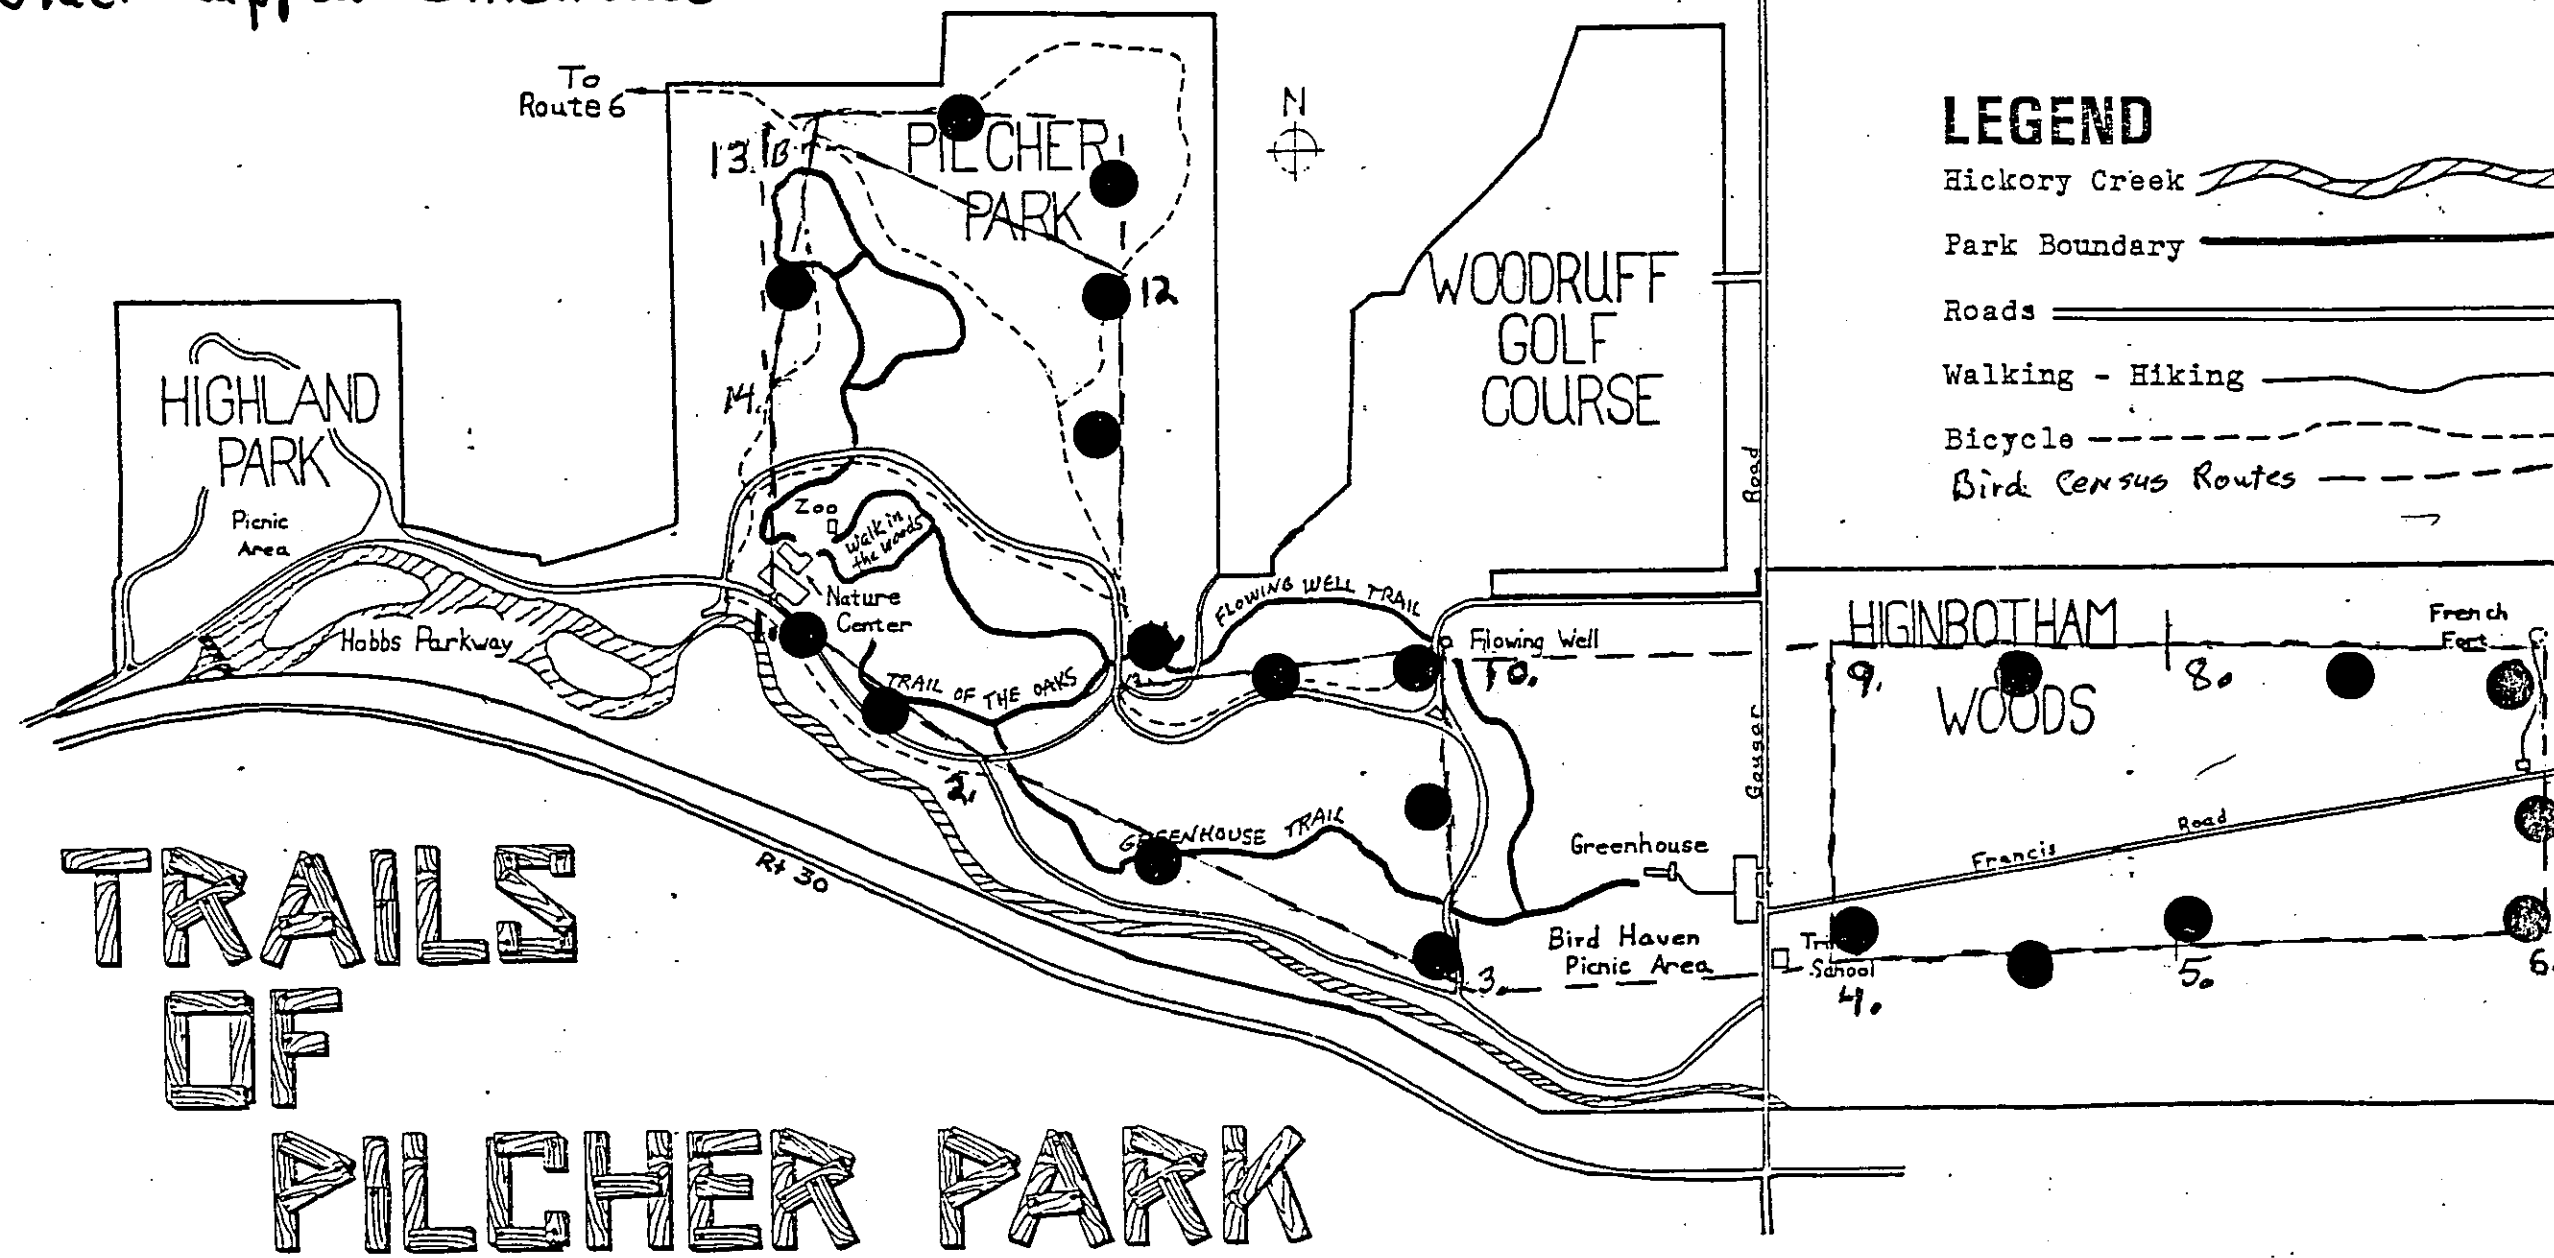 To
Route 6
N
PILCHER
PARK
13.
B
12
14.
WOODRUFF
GOLF
COURSE
HIGHLAND
PARK
Picnic
Area
Zoo
Walk in
the woods
Nature
Center
Hobbs Parkway
TRAIL OF THE OAKS
FLOWING WELL TRAIL
Flowing Well
10.
2.
GREENHOUSE TRAIL
Greenhouse
Bird Haven
Picnic Area
3.
Rt 30
Gougar
Road
LEGEND
Hickory Creek
Park Boundary
Roads
Walking - Hiking
Bicycle
Bird Census Routes
HIGINBOTHAM
WOODS
French
Fort
9.
8.
Francis
Road
School
4.
5.
6.
TRAILS
OF
PILCHER PARK